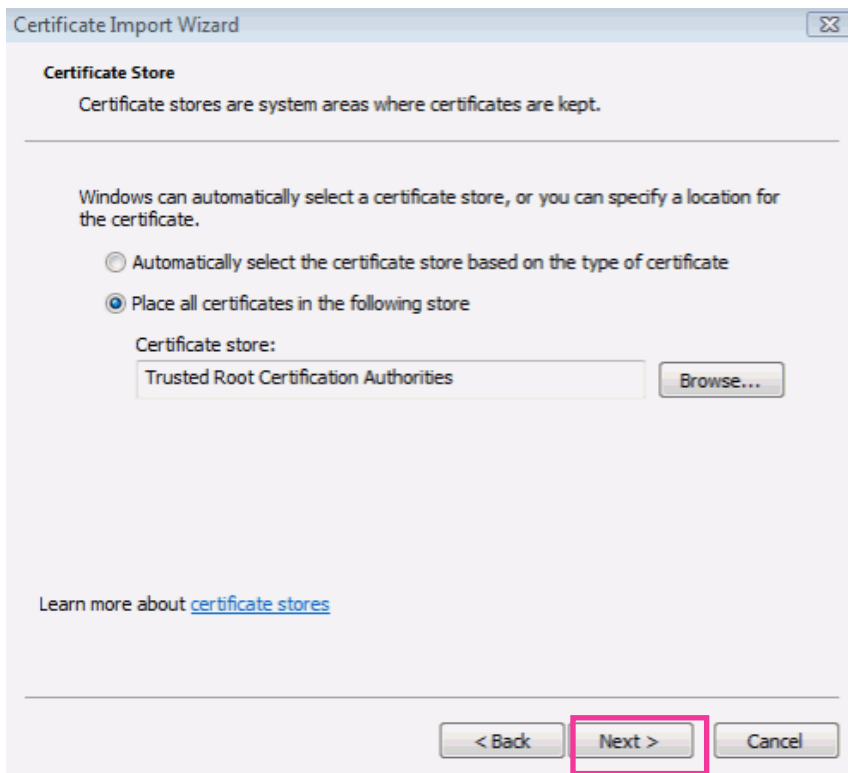 Certificate Import Wizard
Certificate Store
Certificate stores are system areas where certificates are kept.
Windows can automatically select a certificate store, or you can specify a location for
the certificate.
Automatically select the certificate store based on the type of certificate
Place all certificates in the following store
Certificate store:
Trusted Root Certification Authorities
Browse...
Learn more about certificate stores
< Back
Next >
Cancel